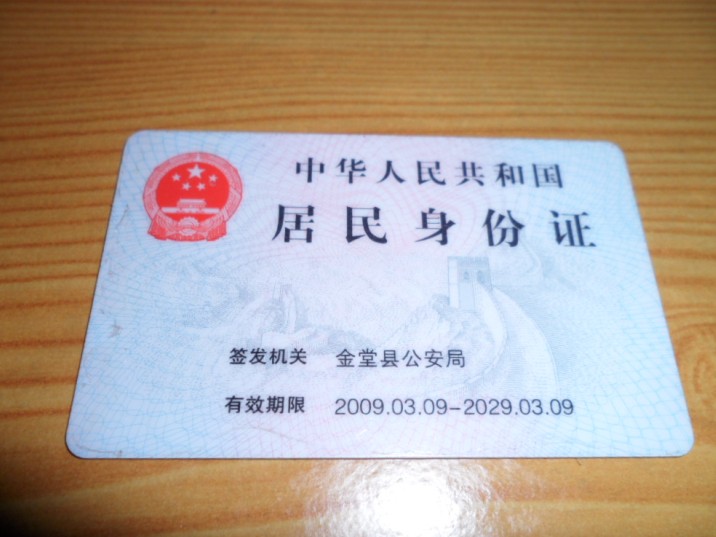 中华人民共和国
居民身份证
签发机关 金堂县公安局
有效期限 2009.03.09-2029.03.09